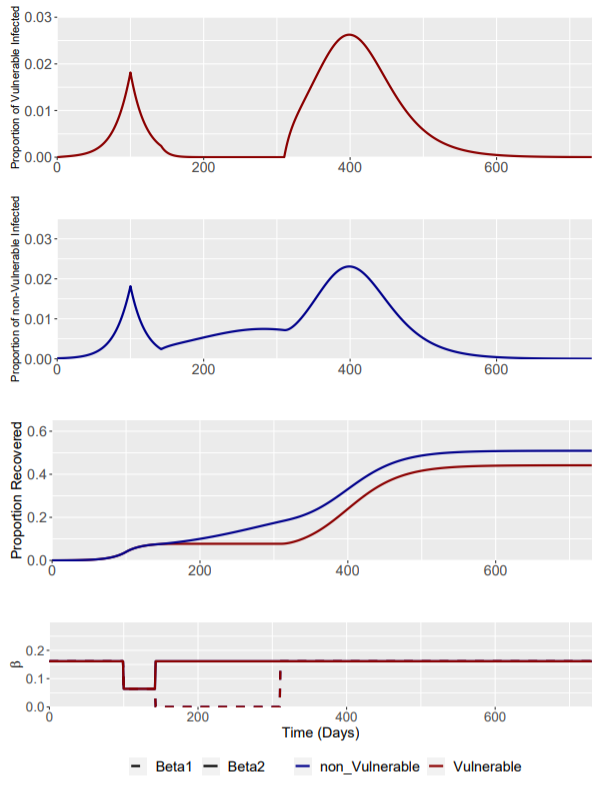 Proportion of Vulnerable Infected
0.03
0.02
0.01
0.00
0 200 400 600
Proportion of non-Vulnerable Infected
0.03
0.02
0.01
0.00
0 200 400 600
Proportion Recovered
0.6
0.4
0.2
0.0
0 200 400 600
β
0.2
0.1
0.0
0 200 400 600
Time (Days)
Beta1 Beta2 non_Vulnerable Vulnerable